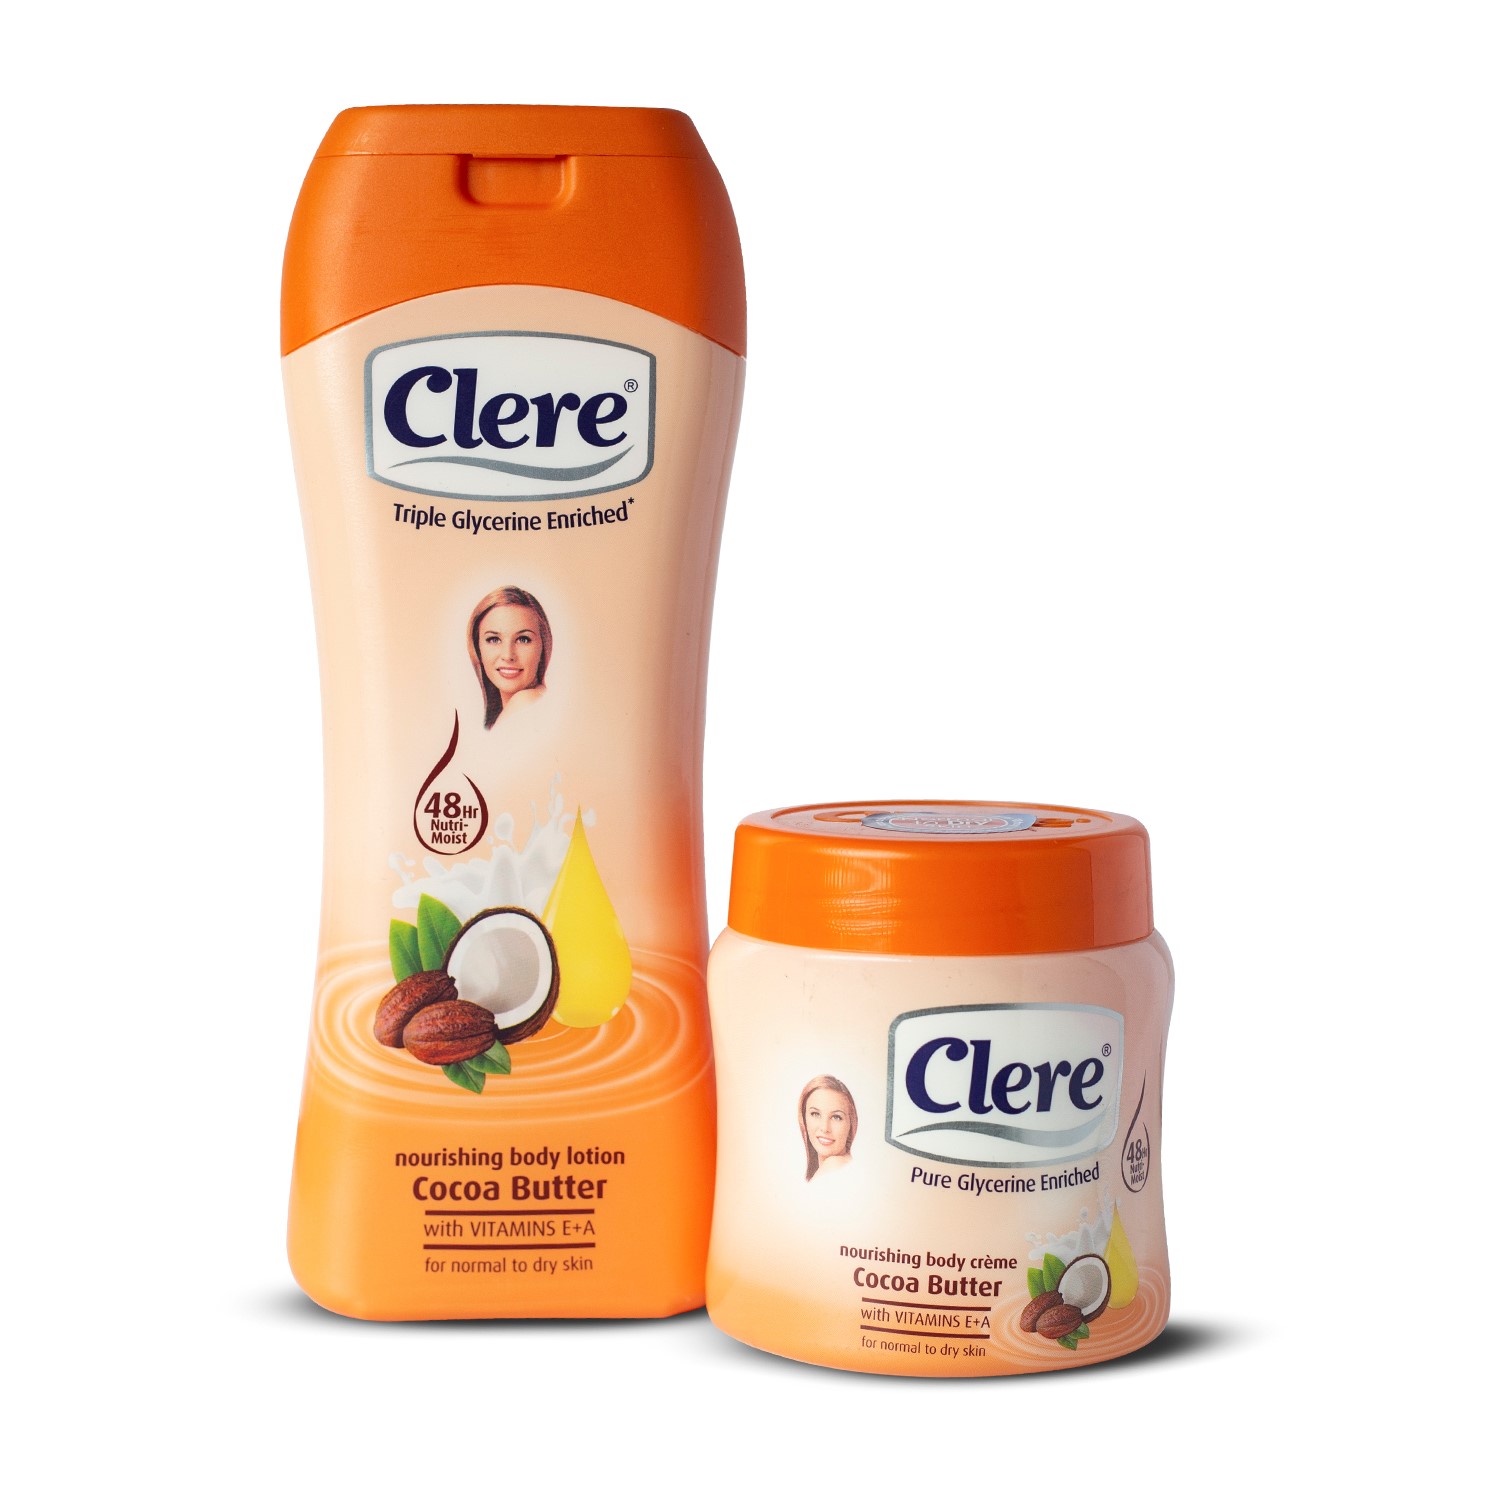 Clere®
Triple Glycerine Enriched*
48Hr
Nutri-
Moist
nourishing body lotion
Cocoa Butter
with VITAMINS E+A
for normal to dry skin
Clere®
Pure Glycerine Enriched
48Hr
Nutri-
Moist
nourishing body crème
Cocoa Butter
with VITAMINS E+A
for normal to dry skin